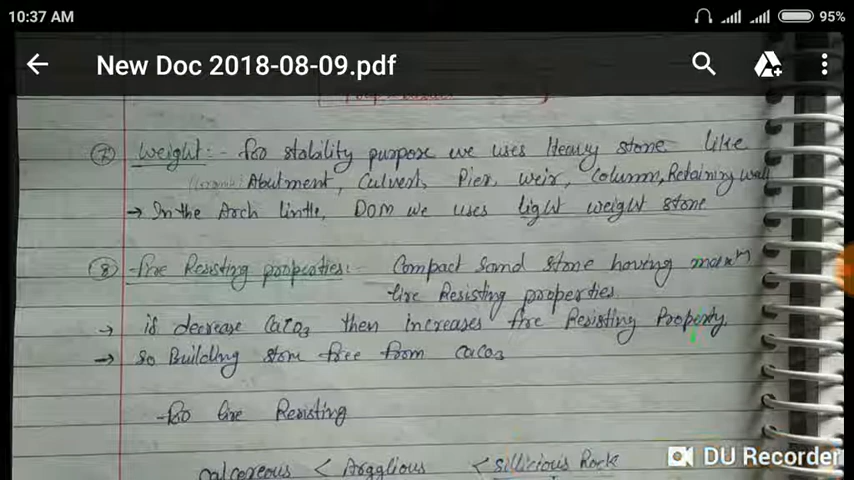 10:37 AM
95%
New Doc 2018-08-09.pdf
⑦ Weight:- for stability purpose we uses Heavy stone like
Abutment, Culvert, Pier, weir, Column, Retaining wall
→ In the Arch lintle, DOM we uses light weight stone
⑧ fire Resisting properties:- Compact sand stone having maxm
fire Resisting properties
→ is decrease CaCO3 then increases fire Resisting Property.
→ so Building stone free from CaCO3
for fire Resisting
calcereous < Argglious < sillicious Rock
DU Recorder